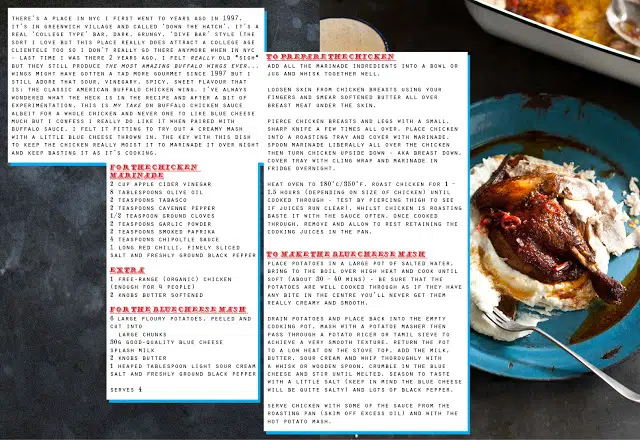 THERE'S A PLACE IN NYC I FIRST WENT TO YEARS AGO IN 1997.
IT'S IN GREENWICH VILLAGE AND CALLED 'DOWN THE HATCH'. IT'S A
REAL 'COLLEGE TYPE' BAR, DARK, GRUNGY, 'DIVE BAR' STYLE (THE
SORT I LOVE BUT THIS PLACE REALLY DOES ATTRACT A COLLEGE AGE
CLIENTELE TOO SO I DON'T REALLY GO THERE ANYMORE WHEN IN NYC
- LAST TIME I WAS THERE 2 YEARS AGO, I FELT REALLY OLD *SIGH*
BUT THEY STILL PRODUCE THE MOST AMAZING BUFFALO WINGS EVER...
WINGS MIGHT HAVE GOTTEN A TAD MORE GOURMET SINCE 1997 BUT I
STILL ADORE THAT SOUR, VINEGARY, SPICY, SWEET FLAVOUR THAT
IS: THE CLASSIC AMERICAN BUFFALO CHICKEN WING. I'VE ALWAYS
WONDERED WHAT THE HECK IS IN THE RECIPE AND AFTER A BIT OF
EXPERIMENTATION, THIS IS MY TAKE ON BUFFALO CHICKEN SAUCE
ALBEIT FOR A WHOLE CHICKEN AND NEVER ONE TO LIKE BLUE CHEESE
MUCH BUT I CONFESS I DO LIKE IT WHEN PAIRED WITH
BUFFALO SAUCE, I FELT IT FITTING TO TRY OUT A CREAMY MASH
WITH A LITTLE BLUE CHEESE THROWN IN. THE KEY WITH THIS DISH
TO KEEP THE CHICKEN REALLY MOIST IT TO MARINADE IT OVER NIGHT
AND KEEP BASTING IT AS IT'S COOKING.
FOR THE CHICKEN
MARINADE
2 CUP APPLE CIDER VINEGAR
8 TABLESPOONS OLIVE OIL
2 TEASPOONS TABASCO
2 TEASPOONS CAYENNE PEPPER
1/2 TEASPOON GROUND CLOVES
2 TEASPOONS GARLIC POWDER
2 TEASPOONS SMOKED PAPRIKA
4 TEASPOONS CHIPOTLE SAUCE
1 LONG RED CHILLI, FINELY SLICED
SALT AND FRESHLY GROUND BLACK PEPPER
EXTRA
1 FREE-RANGE (ORGANIC) CHICKEN
(ENOUGH FOR 4 PEOPLE)
2 KNOBS BUTTER SOFTENED
FOR THE BLUE CHEESE MASH
6 LARGE FLOURY POTATOES, PEELED AND
CUT INTO
LARGE CHUNKS
80G GOOD-QUALITY BLUE CHEESE
SPLASH MILK
2 KNOBS BUTTER
1 HEAPED TABLESPOON LIGHT SOUR CREAM
SALT AND FRESHLY GROUND BLACK PEPPER
SERVES 4
TO PREPARE THE CHICKEN
ADD ALL THE MARINADE INGREDIENTS INTO A BOWL OR
JUG AND WHISK TOGETHER WELL.
LOOSEN SKIN FROM CHICKEN BREASTS USING YOUR
FINGERS AND SMEAR SOFTENED BUTTER ALL OVER
BREAST MEAT UNDER THE SKIN.
PIERCE CHICKEN BREASTS AND LEGS WITH A SMALL,
SHARP KNIFE A FEW TIMES ALL OVER. PLACE CHICKEN
INTO A ROASTING TRAY AND COVER WITH MARINADE.
SPOON MARINADE LIBERALLY ALL OVER THE CHICKEN
THEN TURN CHICKEN UPSIDE DOWN - AKA BREAST DOWN,
COVER TRAY WITH CLING WRAP AND MARINADE IN
FRIDGE OVERNIGHT.
HEAT OVEN TO 180°C/350°F. ROAST CHICKEN FOR 1 -
1.5 HOURS (DEPENDING ON SIZE OF CHICKEN) UNTIL
COOKED THROUGH - TEST BY PIERCING THIGH TO SEE
IF JUICES RUN CLEAR). WHILST CHICKEN IS ROASTING
BASTE IT WITH THE SAUCE OFTEN. ONCE COOKED
THROUGH, REMOVE AND ALLOW TO REST RETAINING THE
COOKING JUICES IN THE PAN.
TO MAKE THE BLUE CHEESE MASH
PLACE POTATOES IN A LARGE POT OF SALTED WATER,
BRING TO THE BOIL OVER HIGH HEAT AND COOK UNTIL
SOFT (ABOUT 30 - 40 MINS) - BE SURE THAT THE
POTATOES ARE WELL COOKED THROUGH AS IF THEY HAVE
ANY BITE IN THE CENTRE YOU'LL NEVER GET THEM
REALLY CREAMY AND SMOOTH.
DRAIN POTATOES AND PLACE BACK INTO THE EMPTY
COOKING POT. MASH WITH A POTATOE MASHER THEN
PASS THROUGH A POTATO RICER OR TAMIL SIEVE TO
ACHIEVE A VERY SMOOTH TEXTURE. RETURN THE POT
TO A LOW HEAT ON THE STOVE TOP, ADD THE MILK,
BUTTER, SOUR CREAM AND WHIP THOROUGHLY WITH
A WHISK OR WOODEN SPOON. CRUMBLE IN THE BLUE
CHEESE AND STIR UNTIL MELTED. SEASON TO TASTE
WITH A LITTLE SALT (KEEP IN MIND THE BLUE CHEESE
WILL BE QUITE SALTY) AND LOTS OF BLACK PEPPER.
SERVE CHICKEN WITH SOME OF THE SAUCE FROM THE
ROASTING PAN (SKIM OFF EXCESS OIL) AND WITH THE
HOT POTATO MASH.